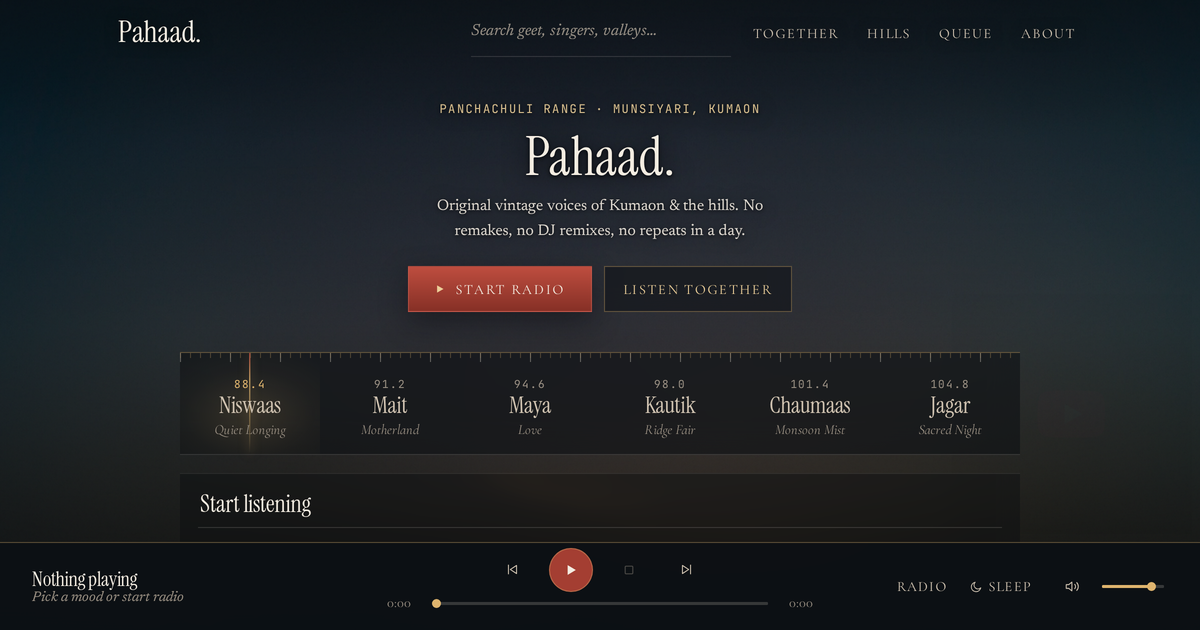 Pahaad.
Search geet, singers, valleys...
TOGETHER
HILLS
QUEUE
ABOUT
PANCHACHULI RANGE · MUNSIYARI, KUMAON
Pahaad.
Original vintage voices of Kumaon & the hills. No
remakes, no DJ remixes, no repeats in a day.
START RADIO
LISTEN TOGETHER
88.4
Niswaas
Quiet Longing
91.2
Mait
Motherland
94.6
Maya
Love
98.0
Kautik
Ridge Fair
101.4
Chaumaas
Monsoon Mist
104.8
Jagar
Sacred Night
Start listening
Nothing playing
Pick a mood or start radio
0:00
0:00
RADIO
SLEEP